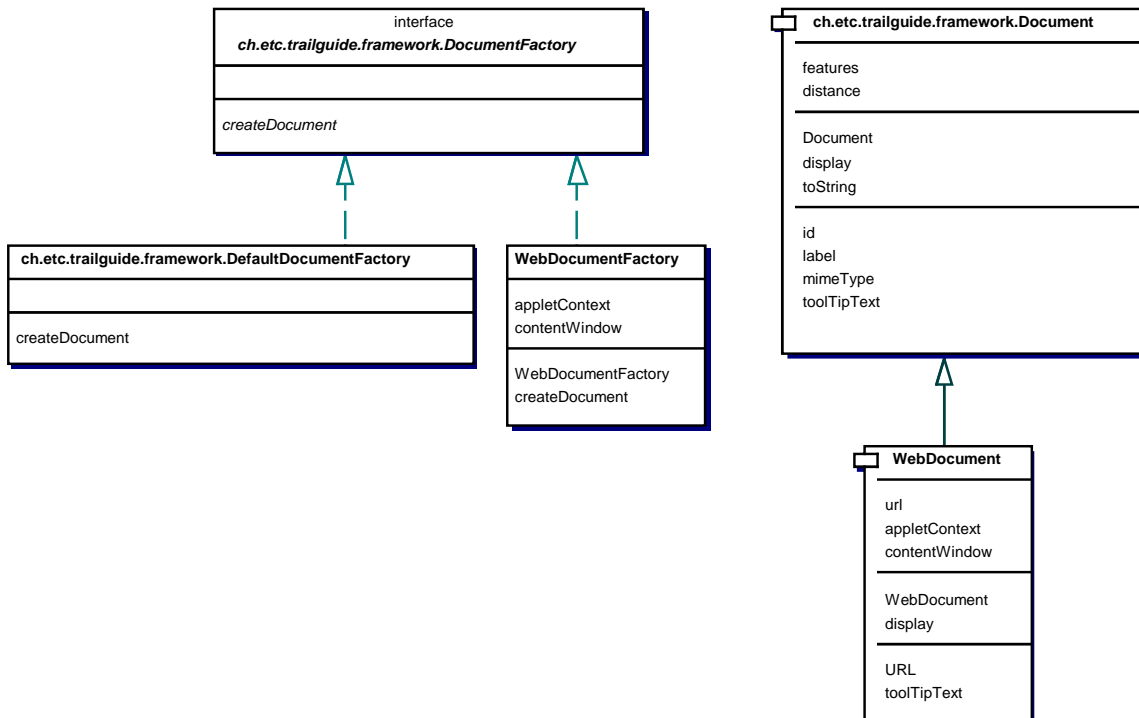 interface
ch.etc.trailguide.framework.DocumentFactory
createDocument
ch.etc.trailguide.framework.DefaultDocumentFactory
createDocument
WebDocumentFactory
appletContext
contentWindow
WebDocumentFactory
createDocument
ch.etc.trailguide.framework.Document
features
distance
Document
display
toString
id
label
mimeType
toolTipText
WebDocument
url
appletContext
contentWindow
WebDocument
display
URL
toolTipText